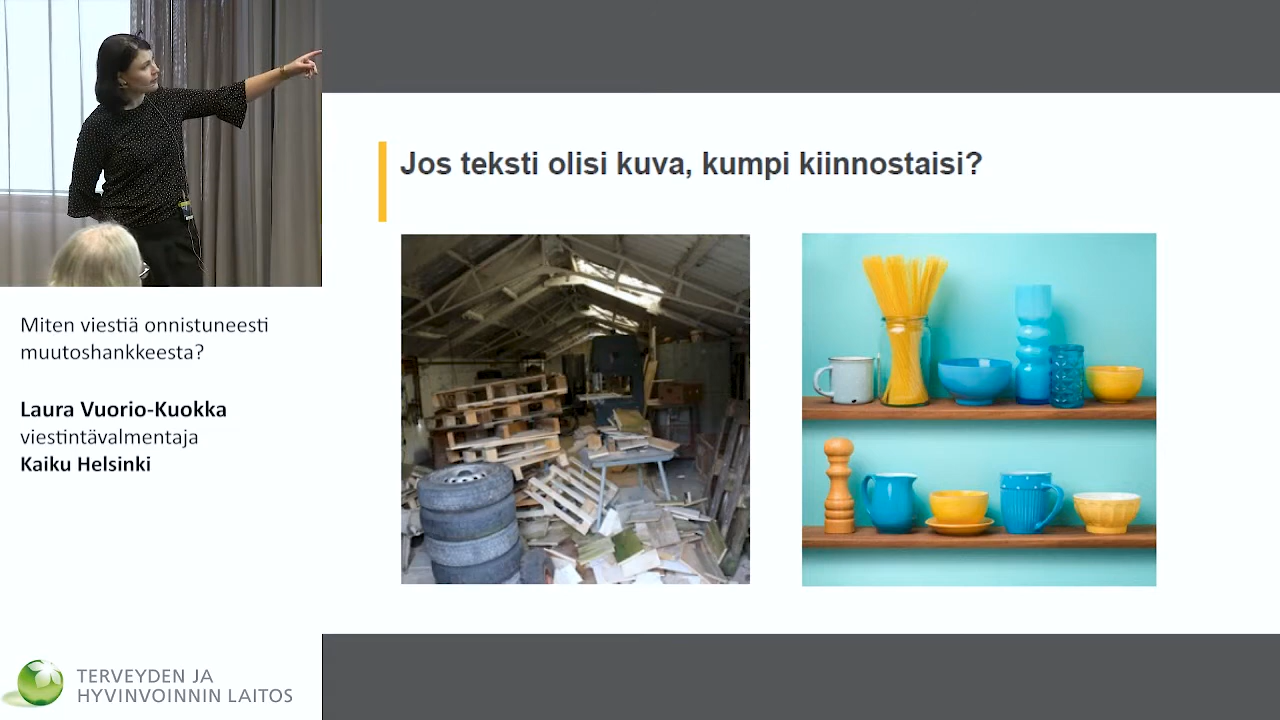 Jos teksti olisi kuva, kumpi kiinnostaisi?
Miten viestiä onnistuneesti
muutoshankkeesta?
Laura Vuorio-Kuokka
viestintävalmentaja
Kaiku Helsinki
TERVEYDEN JA
HYVINVOINNIN LAITOS